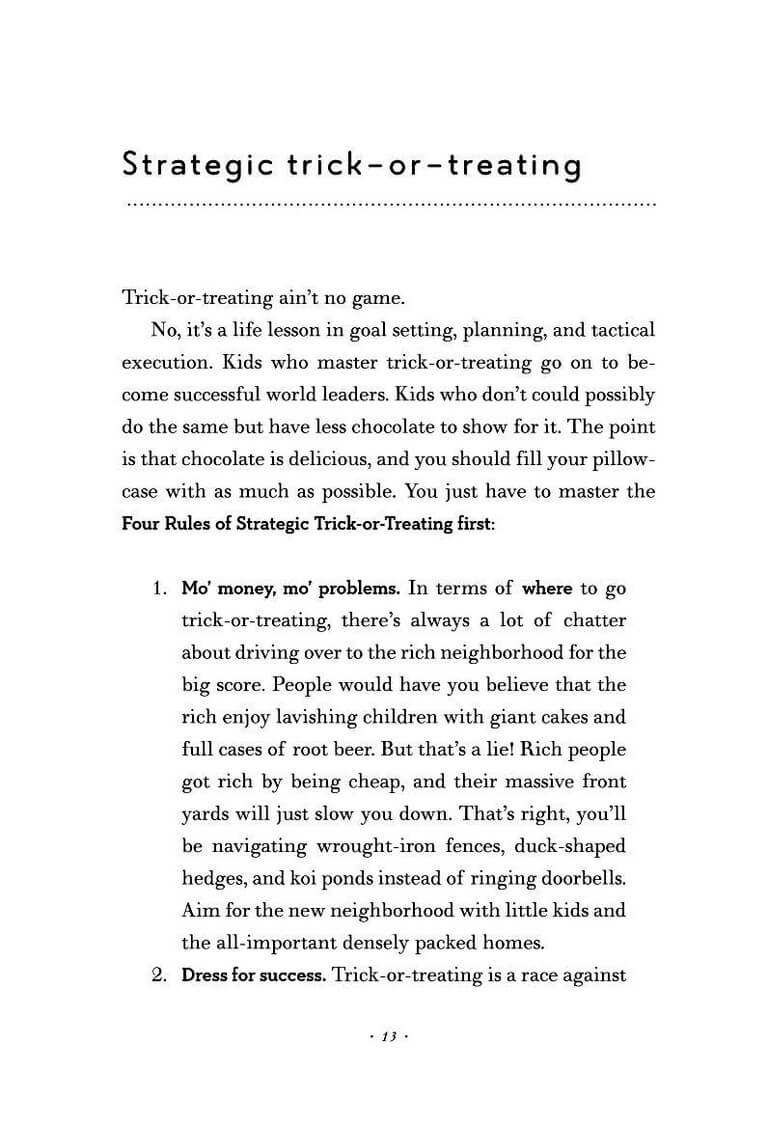 Strategic trick-or-treating
Trick-or-treating ain't no game.
No, it's a life lesson in goal setting, planning, and tactical
execution. Kids who master trick-or-treating go on to be-
come successful world leaders. Kids who don't could possibly
do the same but have less chocolate to show for it. The point
is that chocolate is delicious, and you should fill your pillow-
case with as much as possible. You just have to master the
Four Rules of Strategic Trick-or-Treating first:
1. Mo' money, mo' problems. In terms of where to go
trick-or-treating, there's always a lot of chatter
about driving over to the rich neighborhood for the
big score. People would have you believe that the
rich enjoy lavishing children with giant cakes and
full cases of root beer. But that's a lie! Rich people
got rich by being cheap, and their massive front
yards will just slow you down. That's right, you'll
be navigating wrought-iron fences, duck-shaped
hedges, and koi ponds instead of ringing doorbells.
Aim for the new neighborhood with little kids and
the all-important densely packed homes.
2. Dress for success. Trick-or-treating is a race against
· 13 ·